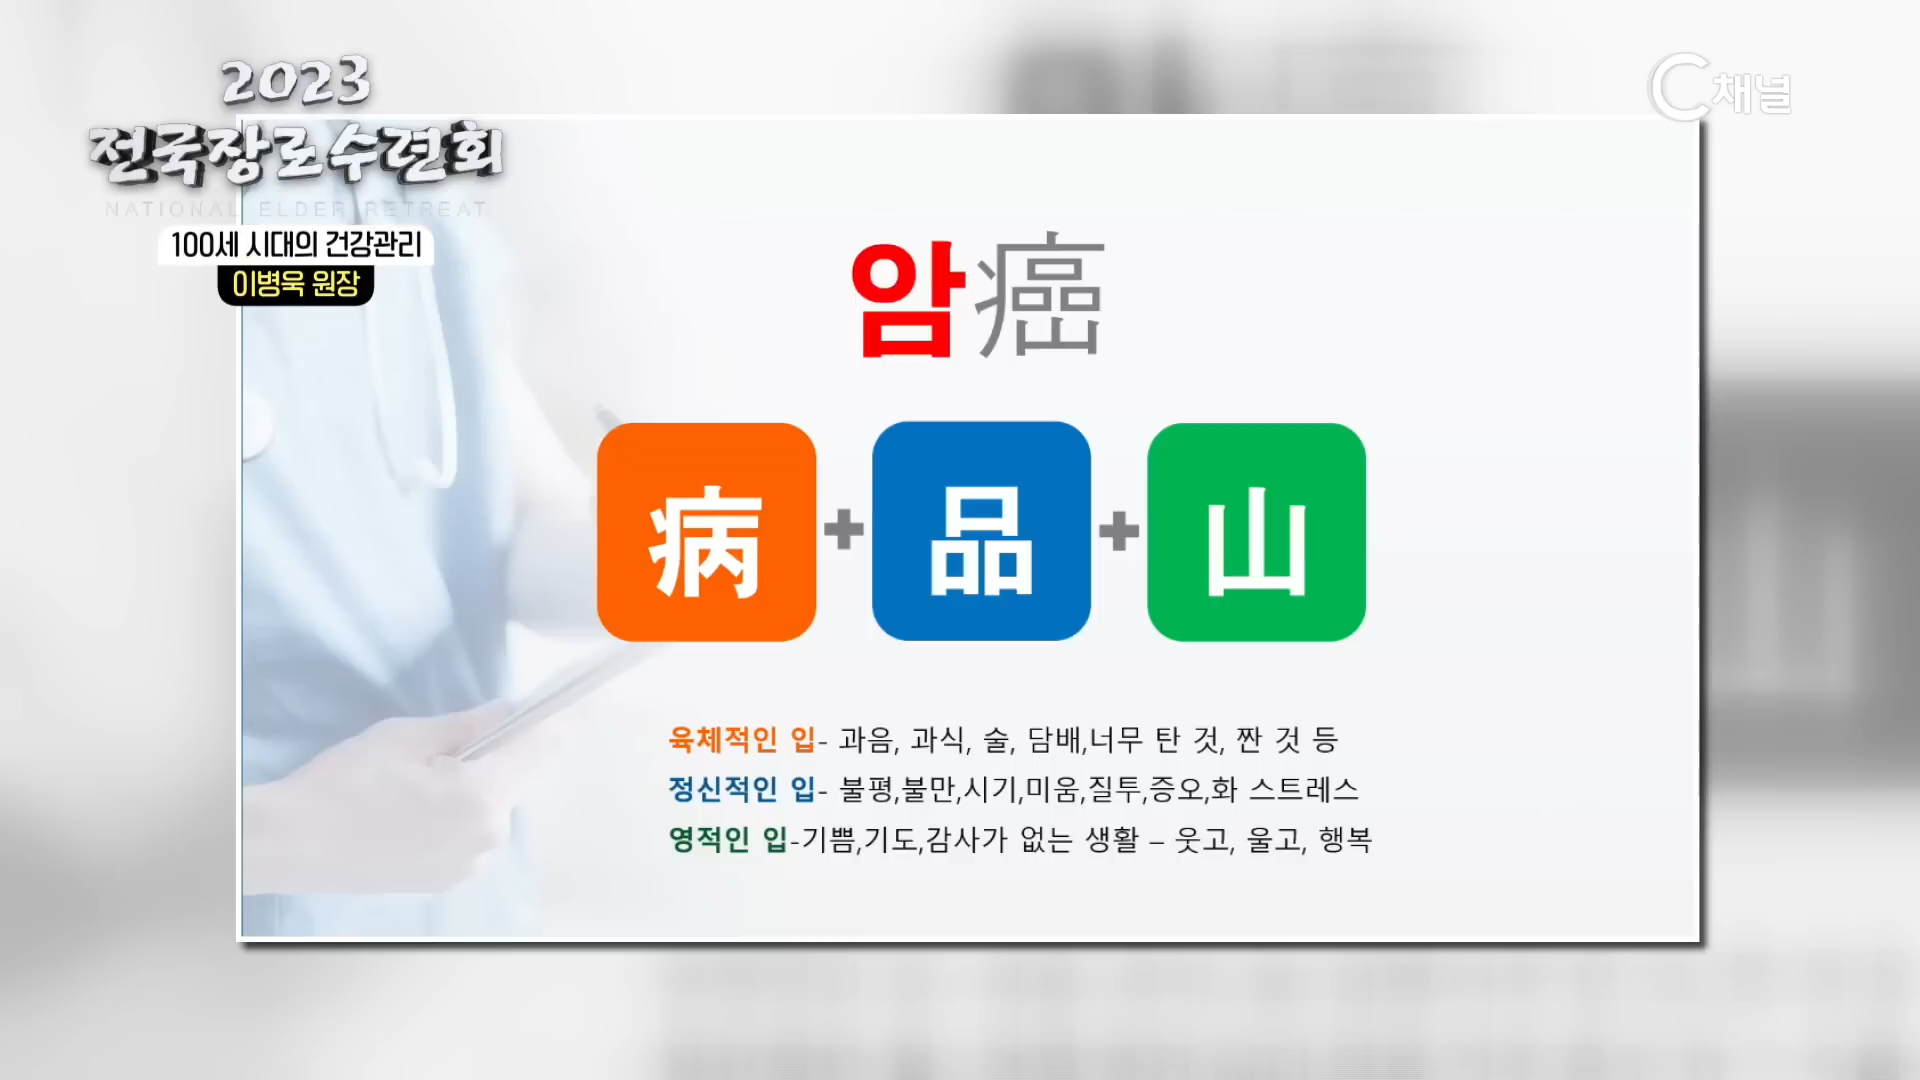 2023
전국장로수련회
NATIONAL ELDER RETREAT
100세 시대의 건강관리
이병욱 원장
C채널
암癌
病+品+山
육체적인 입- 과음, 과식, 술, 담배,너무 탄 것, 짠 것 등
정신적인 입- 불평,불만,시기,미움,질투,증오,화 스트레스
영적인 입-기쁨,기도,감사가 없는 생활 – 웃고, 울고, 행복